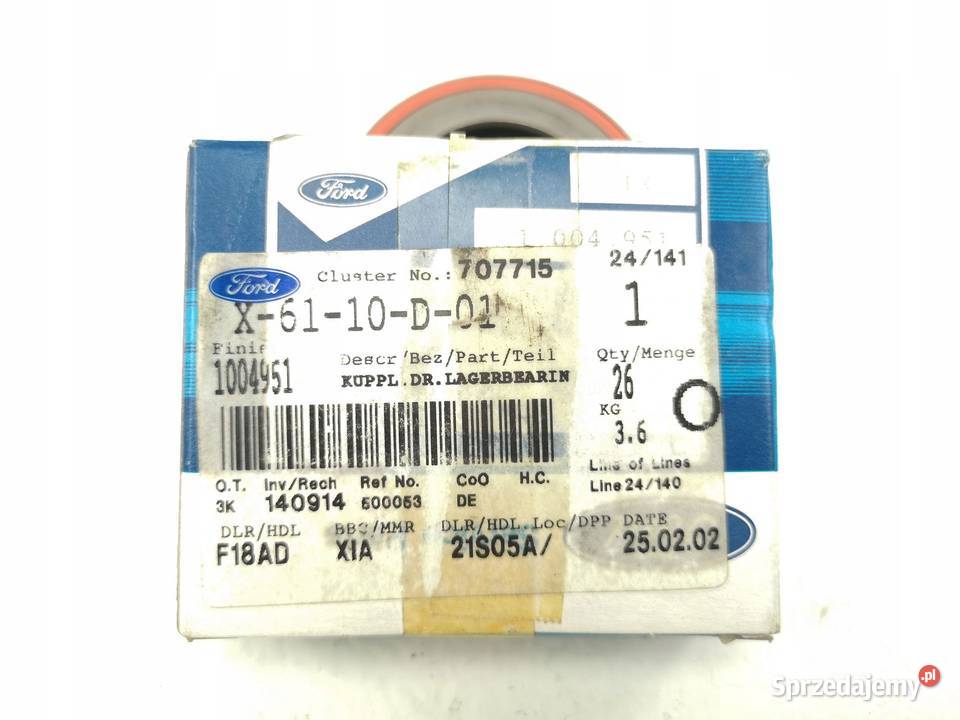 Ford
1 004 951
Ford
Cluster No.: 707715
24/141
X-61-10-D-01
1
Finis
Descr/Bez/Part/Teil
Qty/Menge
1004951
KUPPL.DR.LAGERBEARIN
26
KG
3.6
O.T. Inv/Rech Ref No. CoO H.C.
Line of Lines
3K 140914 500053 DE
Line 24/140
DLR/HDL BBC/MMR DLR/HDL Loc/DPP DATE
F18AD XIA 21S05A/ 25.02.02
Sprzedajemy.pl